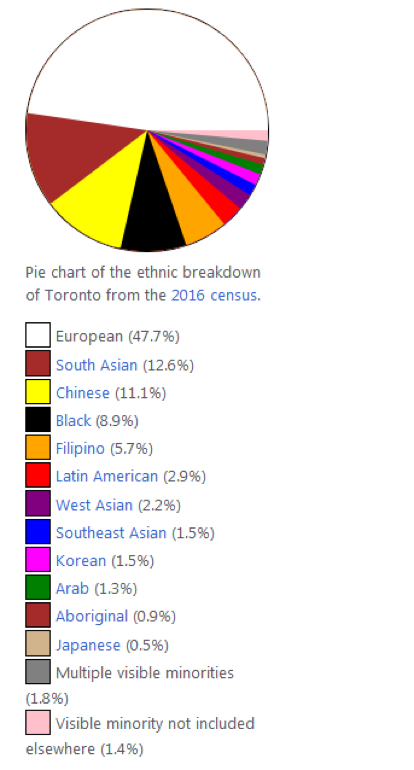 Pie chart of the ethnic breakdown
of Toronto from the 2016 census.
European (47.7%)
South Asian (12.6%)
Chinese (11.1%)
Black (8.9%)
Filipino (5.7%)
Latin American (2.9%)
West Asian (2.2%)
Southeast Asian (1.5%)
Korean (1.5%)
Arab (1.3%)
Aboriginal (0.9%)
Japanese (0.5%)
Multiple visible minorities
(1.8%)
Visible minority not included
elsewhere (1.4%)